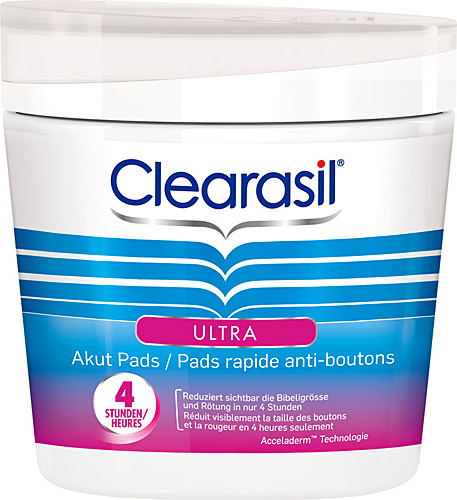 Clearasil®
ULTRA
Akut Pads / Pads rapide anti-boutons
4
STUNDEN/
HEURES
Reduziert sichtbar die Bibeligrösse
und Rötung in nur 4 Stunden
Réduit visiblement la taille des boutons
et la rougeur en 4 heures seulement
Acceladerm™ Technologie